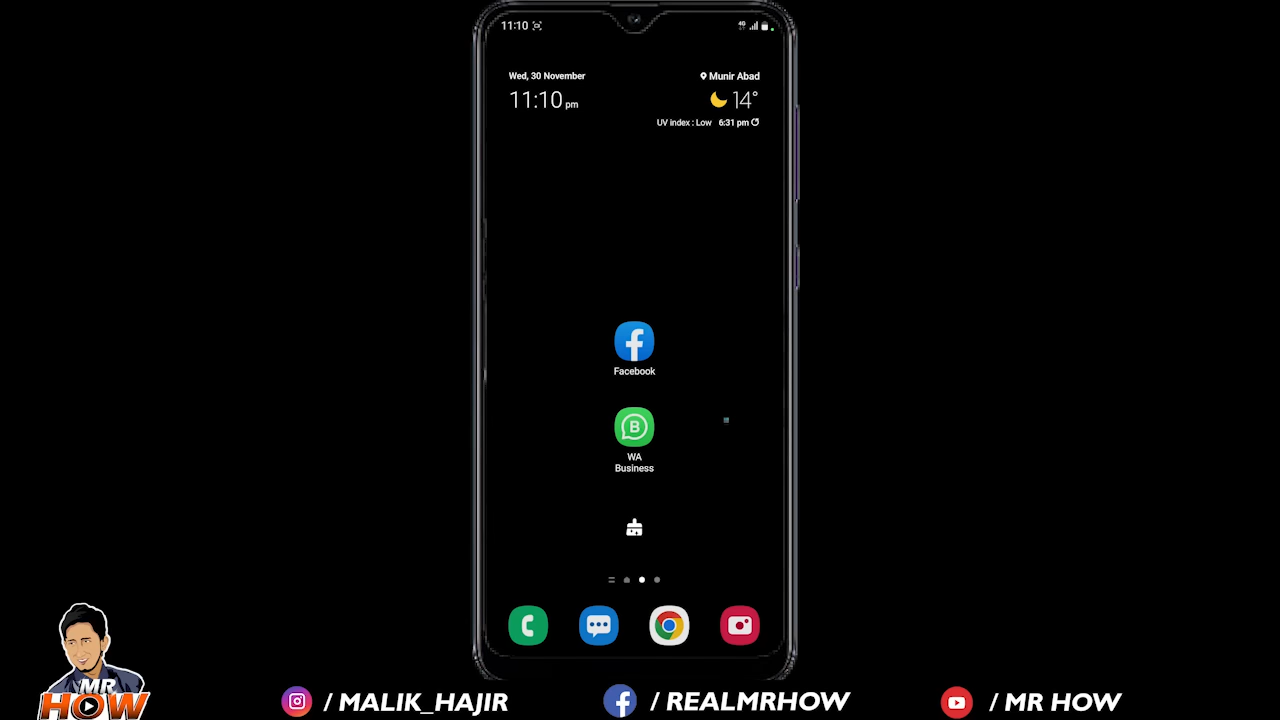 11:10
4G
Wed, 30 November
Munir Abad
11:10 pm
14°
UV index : Low 6:31 pm
Facebook
B
WA
Business
MR
HOW
/ MALIK_HAJIR
/ REALMRHOW
/ MR HOW